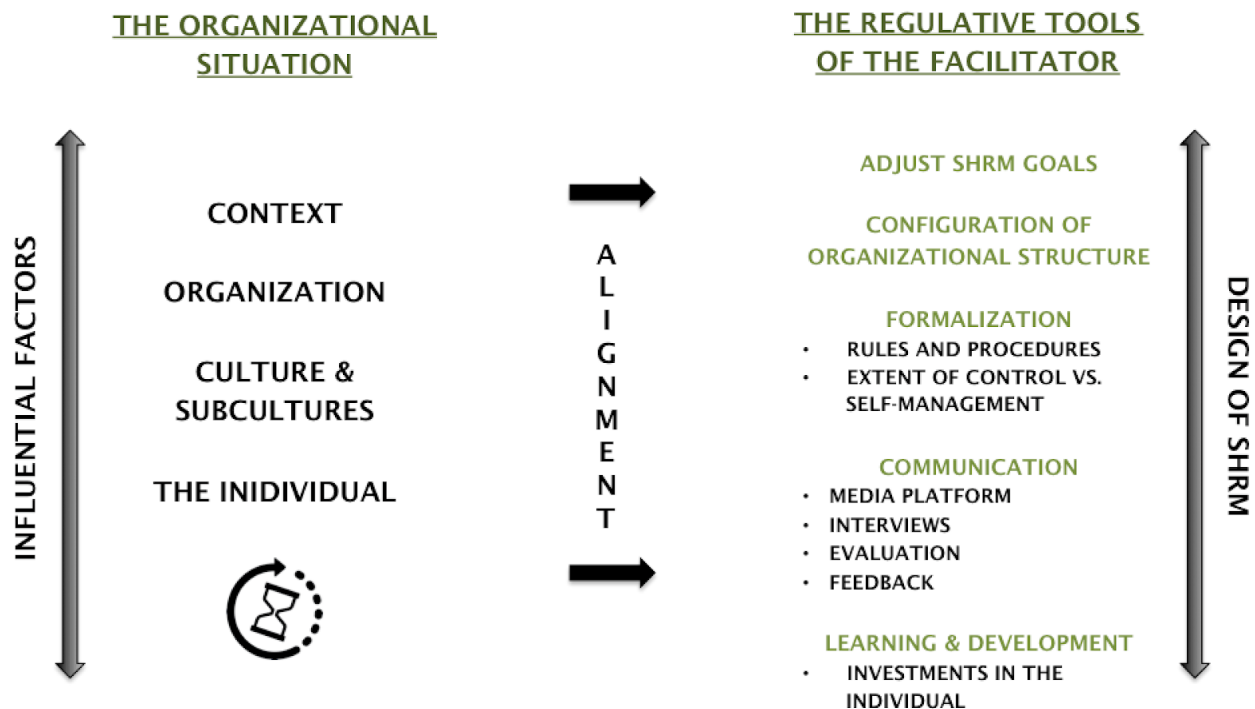 THE ORGANIZATIONAL
SITUATION
INFLUENTIAL FACTORS
CONTEXT
ORGANIZATION
CULTURE &
SUBCULTURES
THE INIDIVIDUAL
ALIGNMENT
THE REGULATIVE TOOLS
OF THE FACILITATOR
ADJUST SHRM GOALS
CONFIGURATION OF
ORGANIZATIONAL STRUCTURE
FORMALIZATION
• RULES AND PROCEDURES
• EXTENT OF CONTROL VS.
SELF-MANAGEMENT
COMMUNICATION
• MEDIA PLATFORM
• INTERVIEWS
• EVALUATION
• FEEDBACK
LEARNING & DEVELOPMENT
• INVESTMENTS IN THE
INDIVIDUAL
DESIGN OF SHRM